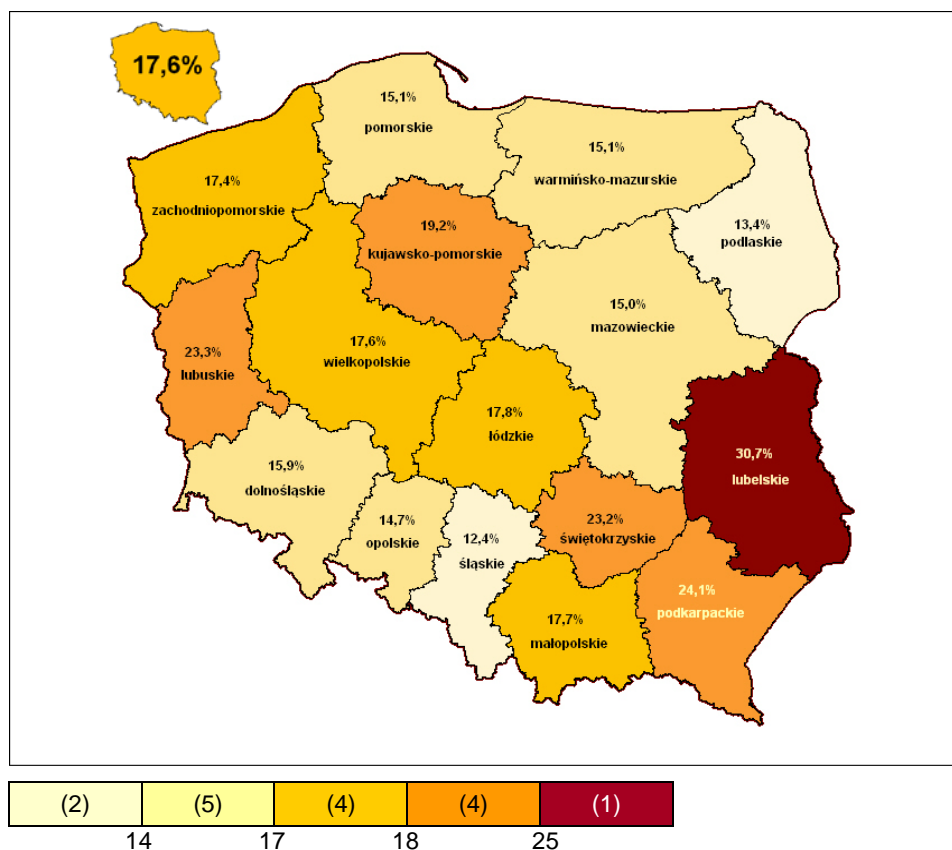 17,6%
15,1%
pomorskie
15,1%
warmińsko-mazurskie
17,4%
zachodniopomorskie
19,2%
kujawsko-pomorskie
13,4%
podlaskie
15,0%
mazowieckie
23,3%
lubuskie
17,6%
wielkopolskie
17,8%
łódzkie
30,7%
lubelskie
15,9%
dolnośląskie
14,7%
opolskie
12,4%
śląskie
23,2%
świętokrzyskie
24,1%
podkarpackie
17,7%
małopolskie
(2) (5) (4) (4) (1)
14 17 18 25